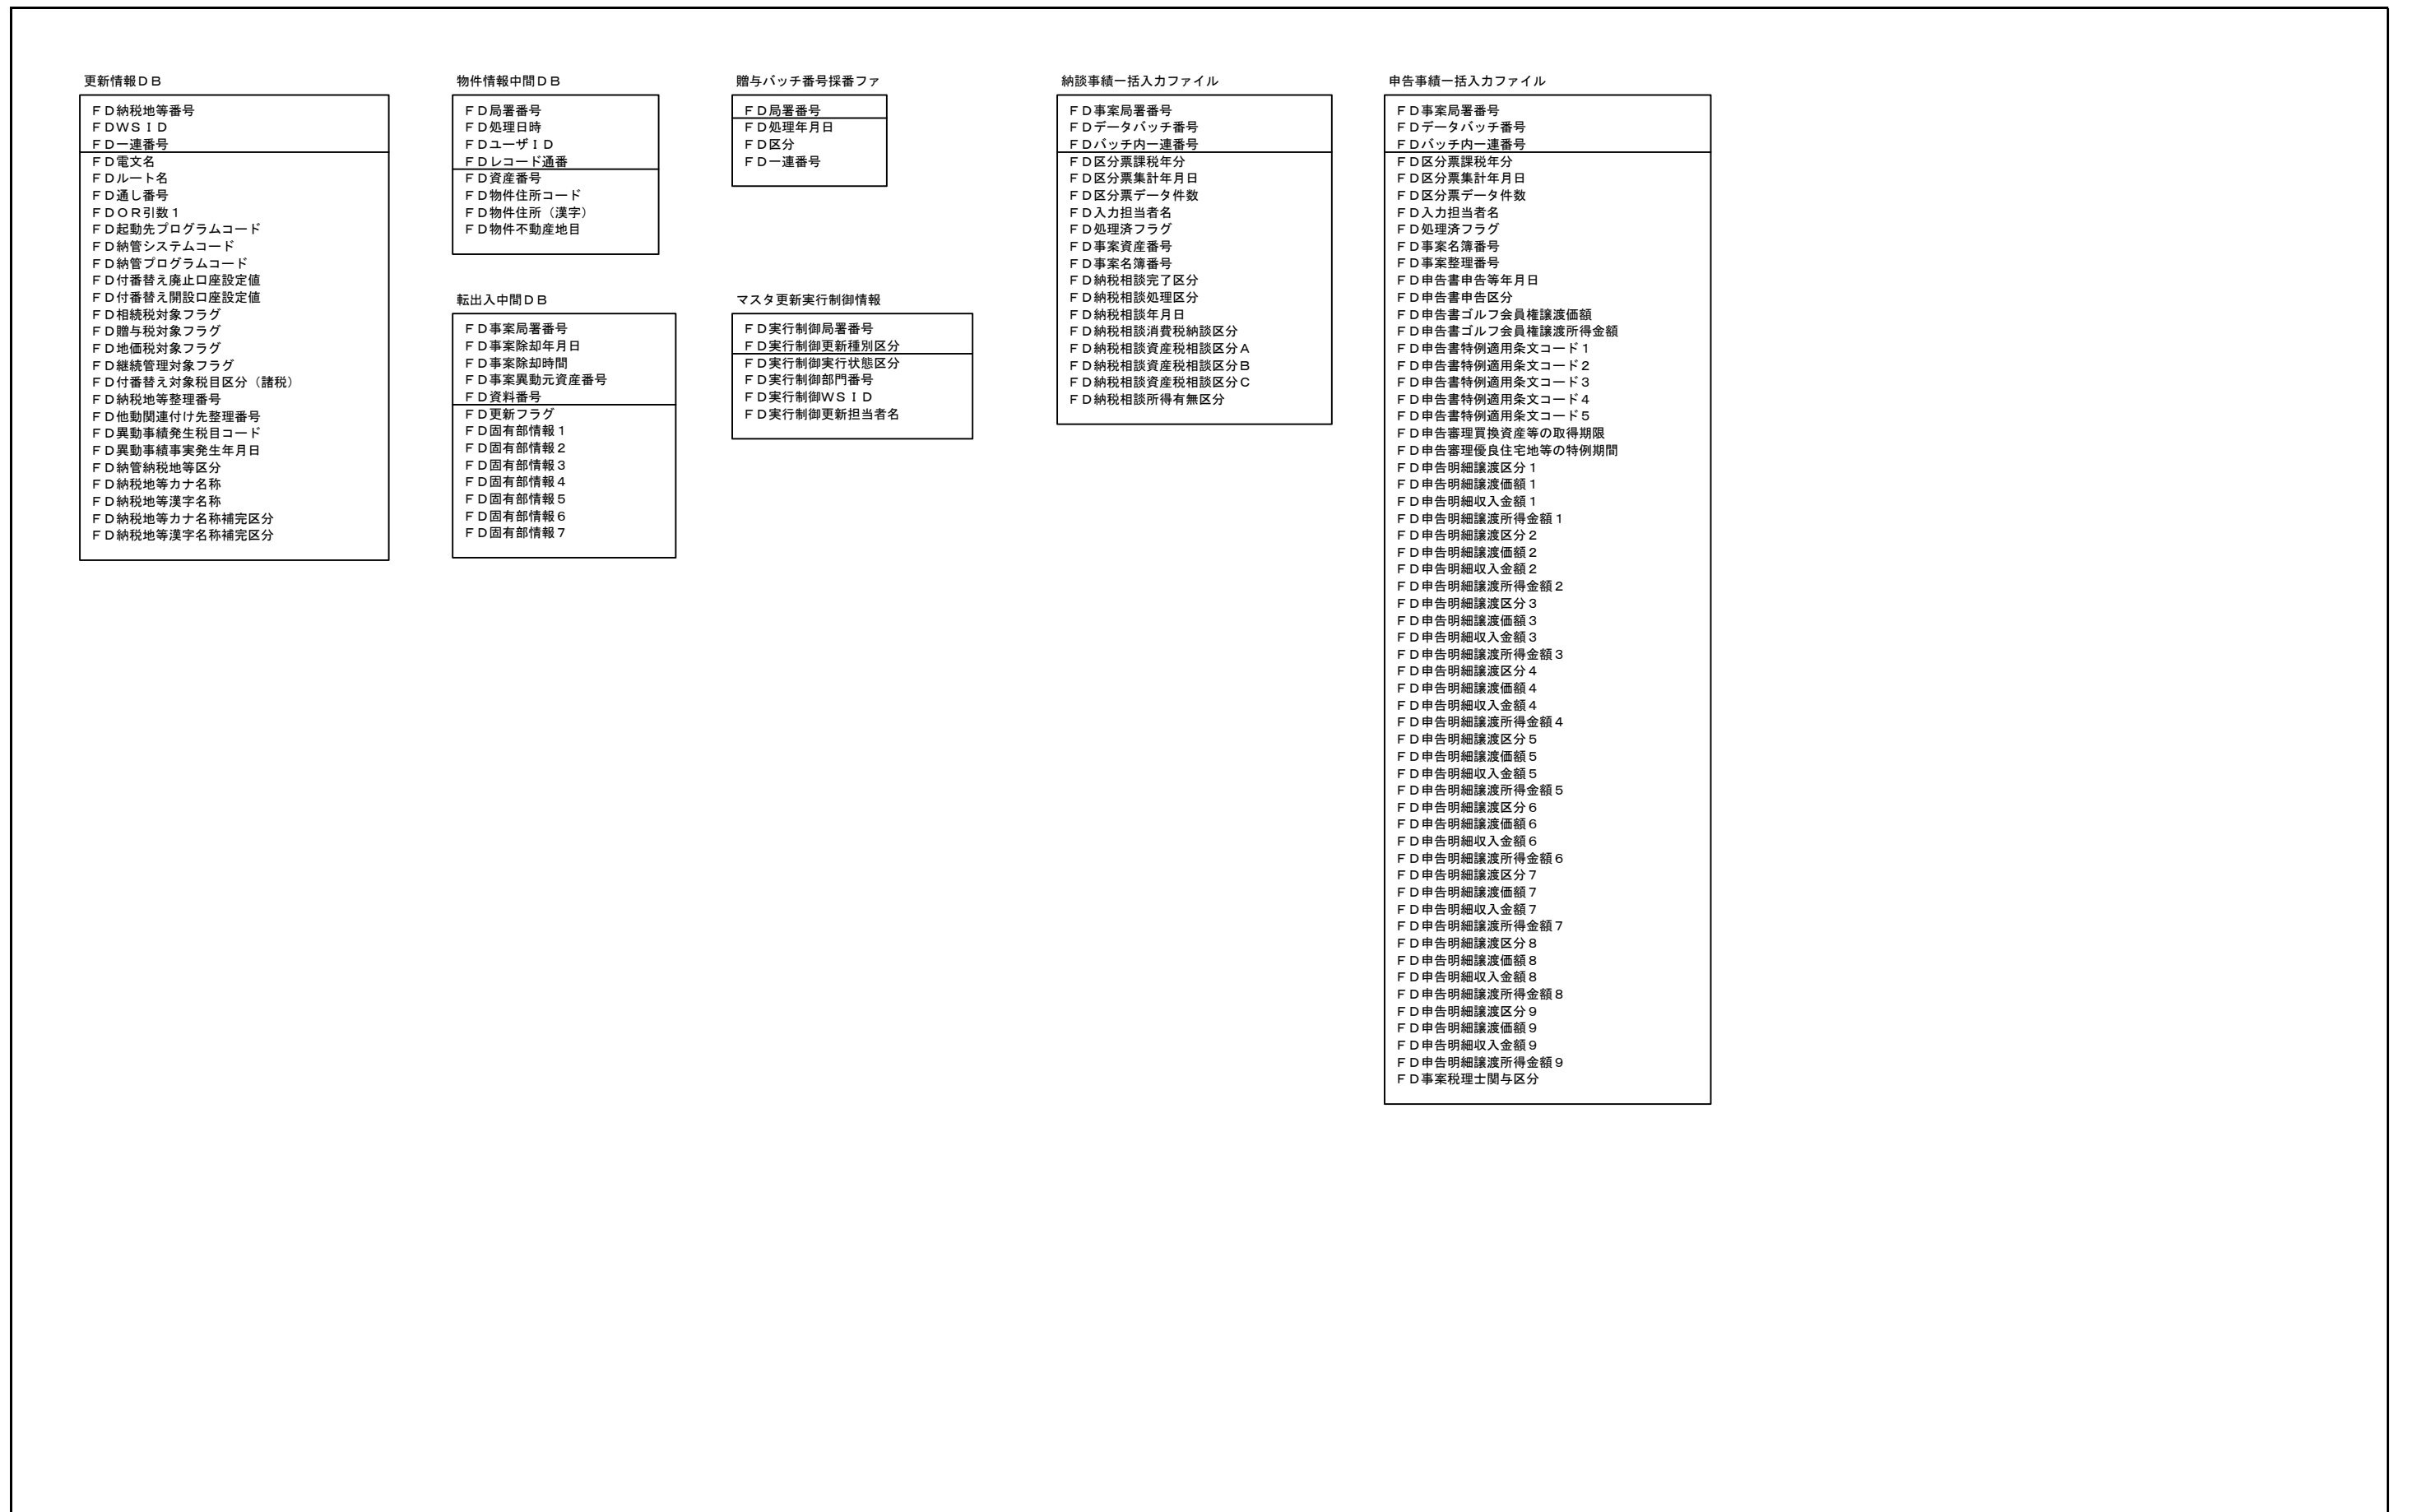 更新情報ＤＢ
ＦＤ納税地等番号
ＦＤＷＳＩＤ
ＦＤ一連番号
ＦＤ電文名
ＦＤルート名
ＦＤ通し番号
ＦＤＯＲ引数１
ＦＤ起動先プログラムコード
ＦＤ納管システムコード
ＦＤ納管プログラムコード
ＦＤ付番替え廃止口座設定値
ＦＤ付番替え開設口座設定値
ＦＤ相続税対象フラグ
ＦＤ贈与税対象フラグ
ＦＤ地価税対象フラグ
ＦＤ継続管理対象フラグ
ＦＤ付番替え対象税目区分（諸税）
ＦＤ納税地等整理番号
ＦＤ他動関連付け先整理番号
ＦＤ異動事績発生税目コード
ＦＤ異動事績事実発生年月日
ＦＤ納管納税地等区分
ＦＤ納税地等カナ名称
ＦＤ納税地等漢字名称
ＦＤ納税地等カナ名称補完区分
ＦＤ納税地等漢字名称補完区分
物件情報中間ＤＢ
ＦＤ局署番号
ＦＤ処理日時
ＦＤユーザＩＤ
ＦＤレコード通番
ＦＤ資産番号
ＦＤ物件住所コード
ＦＤ物件住所（漢字）
ＦＤ物件不動産地目
転出入中間ＤＢ
ＦＤ事案局署番号
ＦＤ事案除却年月日
ＦＤ事案除却時間
ＦＤ事案異動元資産番号
ＦＤ資料番号
ＦＤ更新フラグ
ＦＤ固有部情報１
ＦＤ固有部情報２
ＦＤ固有部情報３
ＦＤ固有部情報４
ＦＤ固有部情報５
ＦＤ固有部情報６
ＦＤ固有部情報７
贈与バッチ番号採番ファ
ＦＤ局署番号
ＦＤ処理年月日
ＦＤ区分
ＦＤ一連番号
マスタ更新実行制御情報
ＦＤ実行制御局署番号
ＦＤ実行制御更新種別区分
ＦＤ実行制御実行状態区分
ＦＤ実行制御部門番号
ＦＤ実行制御ＷＳＩＤ
ＦＤ実行制御更新担当者名
納談事績一括入力ファイル
ＦＤ事案局署番号
ＦＤデータバッチ番号
ＦＤバッチ内一連番号
ＦＤ区分票課税年分
ＦＤ区分票集計年月日
ＦＤ区分票データ件数
ＦＤ入力担当者名
ＦＤ処理済フラグ
ＦＤ事案資産番号
ＦＤ事案名簿番号
ＦＤ納税相談完了区分
ＦＤ納税相談処理区分
ＦＤ納税相談年月日
ＦＤ納税相談消費税納談区分
ＦＤ納税相談資産税相談区分Ａ
ＦＤ納税相談資産税相談区分Ｂ
ＦＤ納税相談資産税相談区分Ｃ
ＦＤ納税相談所得有無区分
申告事績一括入力ファイル
ＦＤ事案局署番号
ＦＤデータバッチ番号
ＦＤバッチ内一連番号
ＦＤ区分票課税年分
ＦＤ区分票集計年月日
ＦＤ区分票データ件数
ＦＤ入力担当者名
ＦＤ処理済フラグ
ＦＤ事案名簿番号
ＦＤ事案整理番号
ＦＤ申告書申告等年月日
ＦＤ申告書申告区分
ＦＤ申告書ゴルフ会員権譲渡価額
ＦＤ申告書ゴルフ会員権譲渡所得金額
ＦＤ申告書特例適用条文コード１
ＦＤ申告書特例適用条文コード２
ＦＤ申告書特例適用条文コード３
ＦＤ申告書特例適用条文コード４
ＦＤ申告書特例適用条文コード５
ＦＤ申告審理買換資産等の取得期限
ＦＤ申告審理優良住宅地等の特例期間
ＦＤ申告明細譲渡区分１
ＦＤ申告明細譲渡価額１
ＦＤ申告明細収入金額１
ＦＤ申告明細譲渡所得金額１
ＦＤ申告明細譲渡区分２
ＦＤ申告明細譲渡価額２
ＦＤ申告明細収入金額２
ＦＤ申告明細譲渡所得金額２
ＦＤ申告明細譲渡区分３
ＦＤ申告明細譲渡価額３
ＦＤ申告明細収入金額３
ＦＤ申告明細譲渡所得金額３
ＦＤ申告明細譲渡区分４
ＦＤ申告明細譲渡価額４
ＦＤ申告明細収入金額４
ＦＤ申告明細譲渡所得金額４
ＦＤ申告明細譲渡区分５
ＦＤ申告明細譲渡価額５
ＦＤ申告明細収入金額５
ＦＤ申告明細譲渡所得金額５
ＦＤ申告明細譲渡区分６
ＦＤ申告明細譲渡価額６
ＦＤ申告明細収入金額６
ＦＤ申告明細譲渡所得金額６
ＦＤ申告明細譲渡区分７
ＦＤ申告明細譲渡価額７
ＦＤ申告明細収入金額７
ＦＤ申告明細譲渡所得金額７
ＦＤ申告明細譲渡区分８
ＦＤ申告明細譲渡価額８
ＦＤ申告明細収入金額８
ＦＤ申告明細譲渡所得金額８
ＦＤ申告明細譲渡区分９
ＦＤ申告明細譲渡価額９
ＦＤ申告明細収入金額９
ＦＤ申告明細譲渡所得金額９
ＦＤ事案税理士関与区分